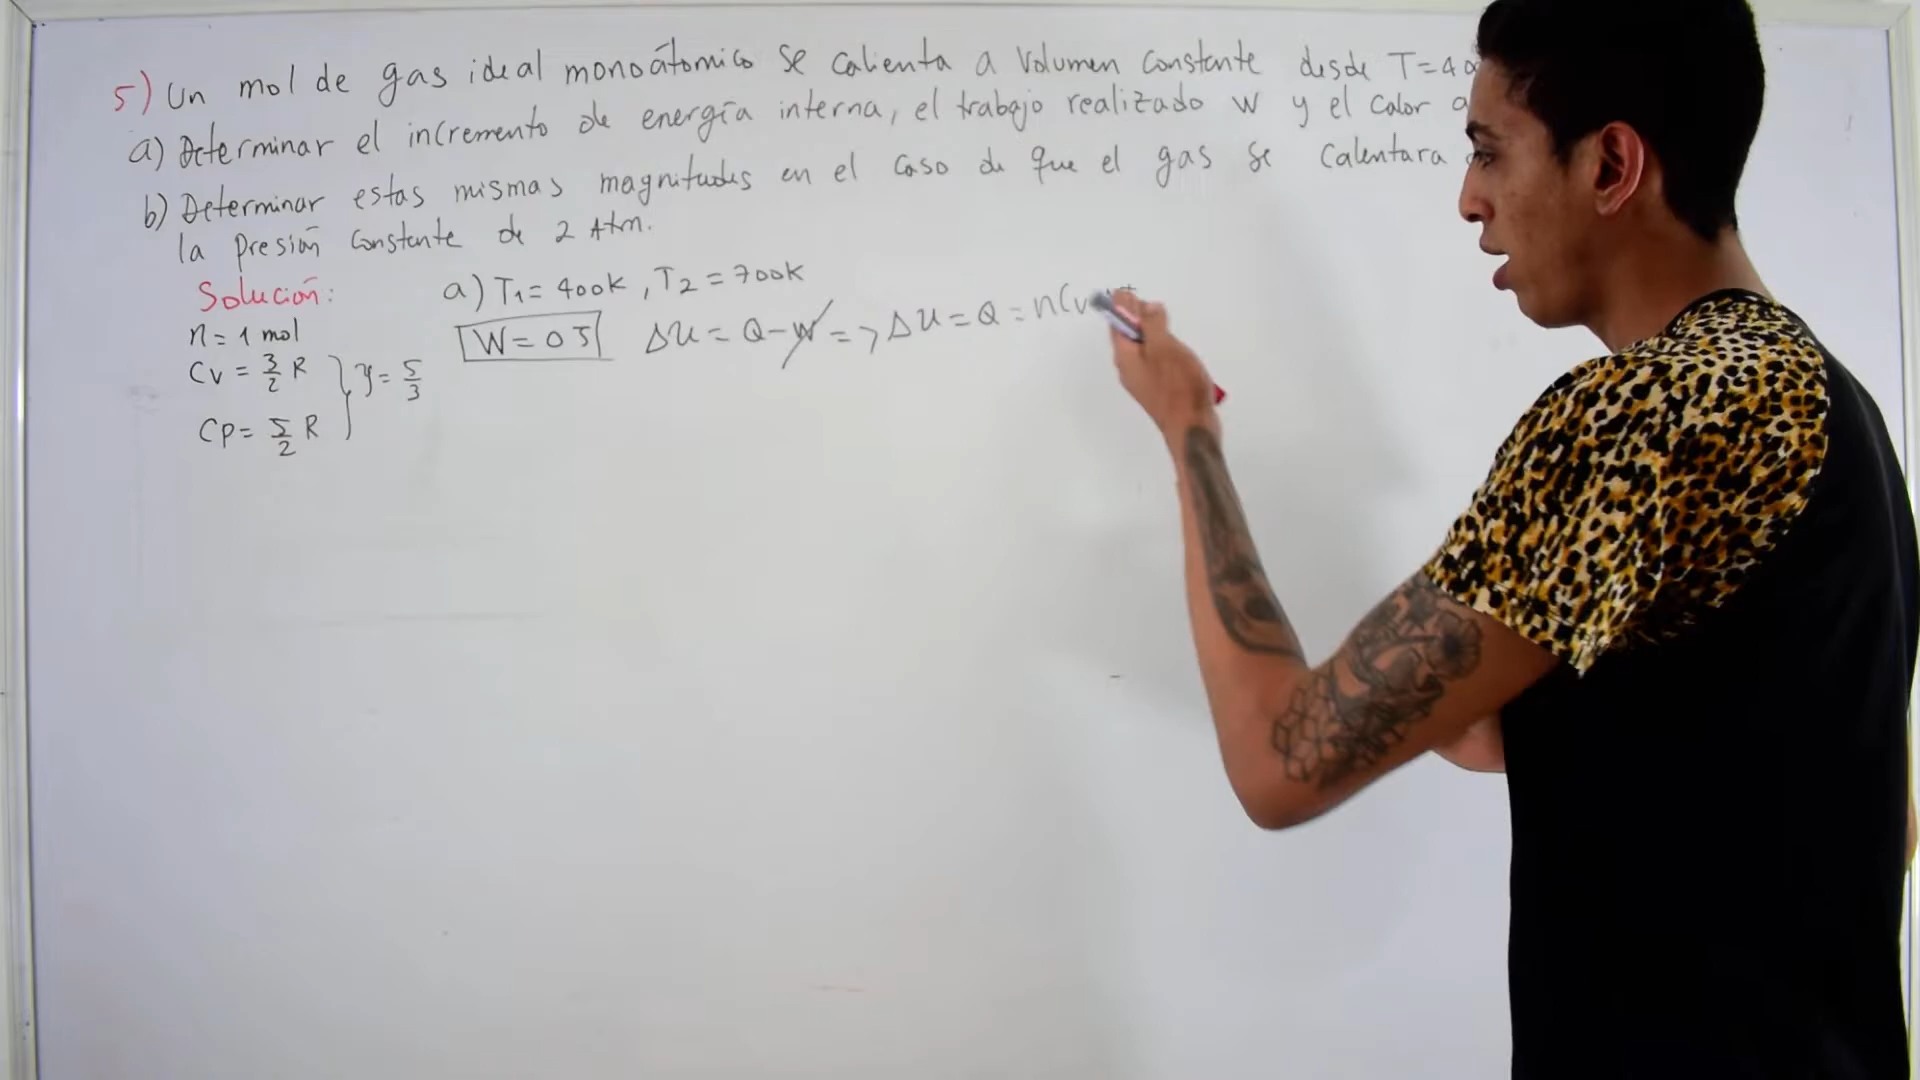 5) Un mol de gas ideal monoátomico se calienta a Volumen Constante desde T=40
a) Determinar el incremento de energía interna, el trabajo realizado W y el Calor a
b) Determinar estas mismas magnitudes en el caso de que el gas se Calentara
la presión Constante de 2 Atm.
Solución:
n = 1 mol
Cv = 3/2 R
Cp = 5/2 R
γ = 5/3
a) T1 = 400K, T2 = 700K
W = 0 J
ΔU = Q - W => ΔU = Q = nCv